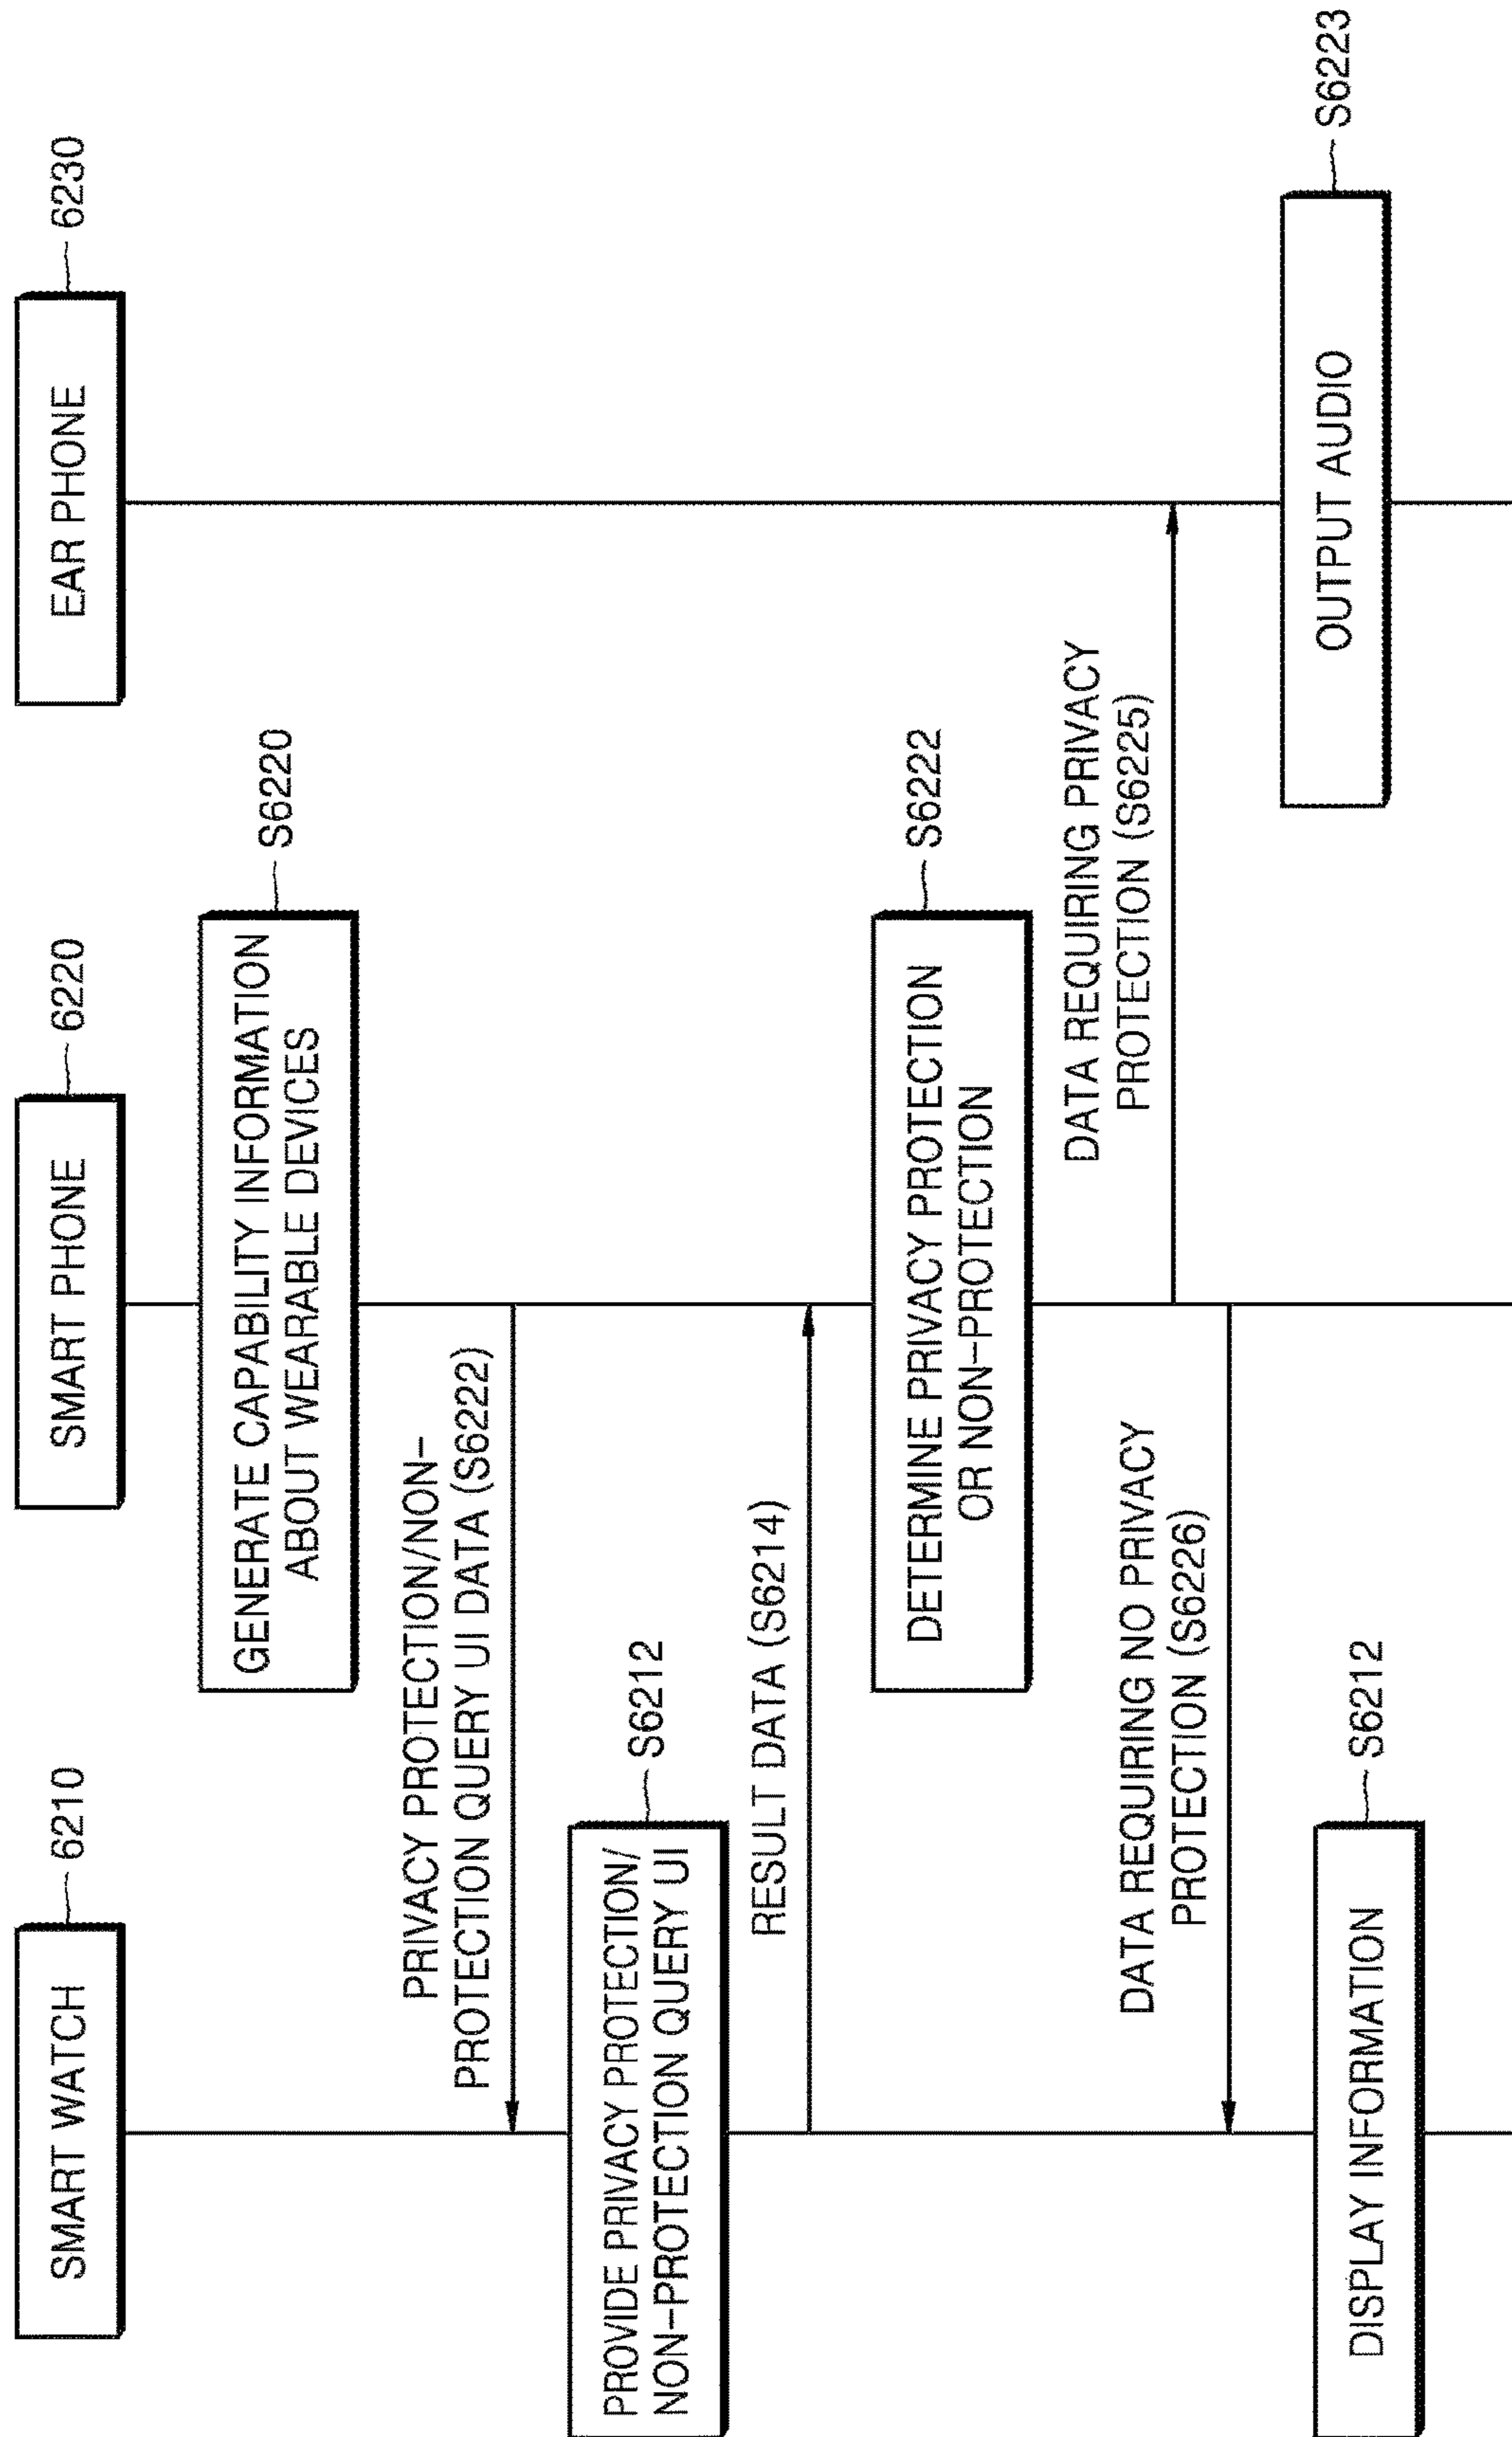 SMART WATCH
6210
SMART PHONE
6220
EAR PHONE
6230
GENERATE CAPABILITY INFORMATION
ABOUT WEARABLE DEVICES
S6220
PRIVACY PROTECTION/NON-
PROTECTION QUERY UI DATA (S6222)
PROVIDE PRIVACY PROTECTION/
NON-PROTECTION QUERY UI
S6212
RESULT DATA (S6214)
DETERMINE PRIVACY PROTECTION
OR NON-PROTECTION
S6222
DATA REQUIRING PRIVACY
PROTECTION (S6225)
DATA REQUIRING NO PRIVACY
PROTECTION (S6226)
OUTPUT AUDIO
S6223
DISPLAY INFORMATION
S6212